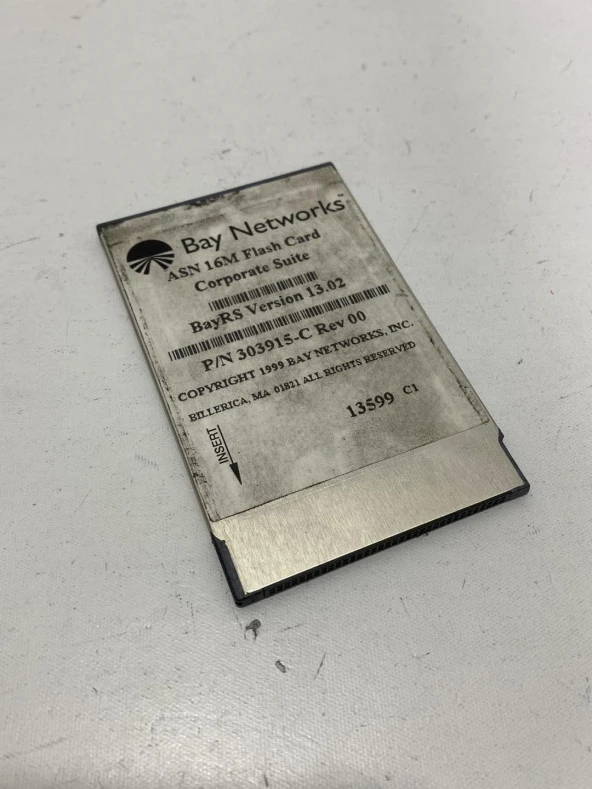 Bay Networks™
ASN 16M Flash Card
Corporate Suite
BayRS Version 13.02
P/N 303915-C Rev 00
COPYRIGHT 1999 BAY NETWORKS, INC.
BILLERICA, MA 01821 ALL RIGHTS RESERVED
13599 C1
INSERT